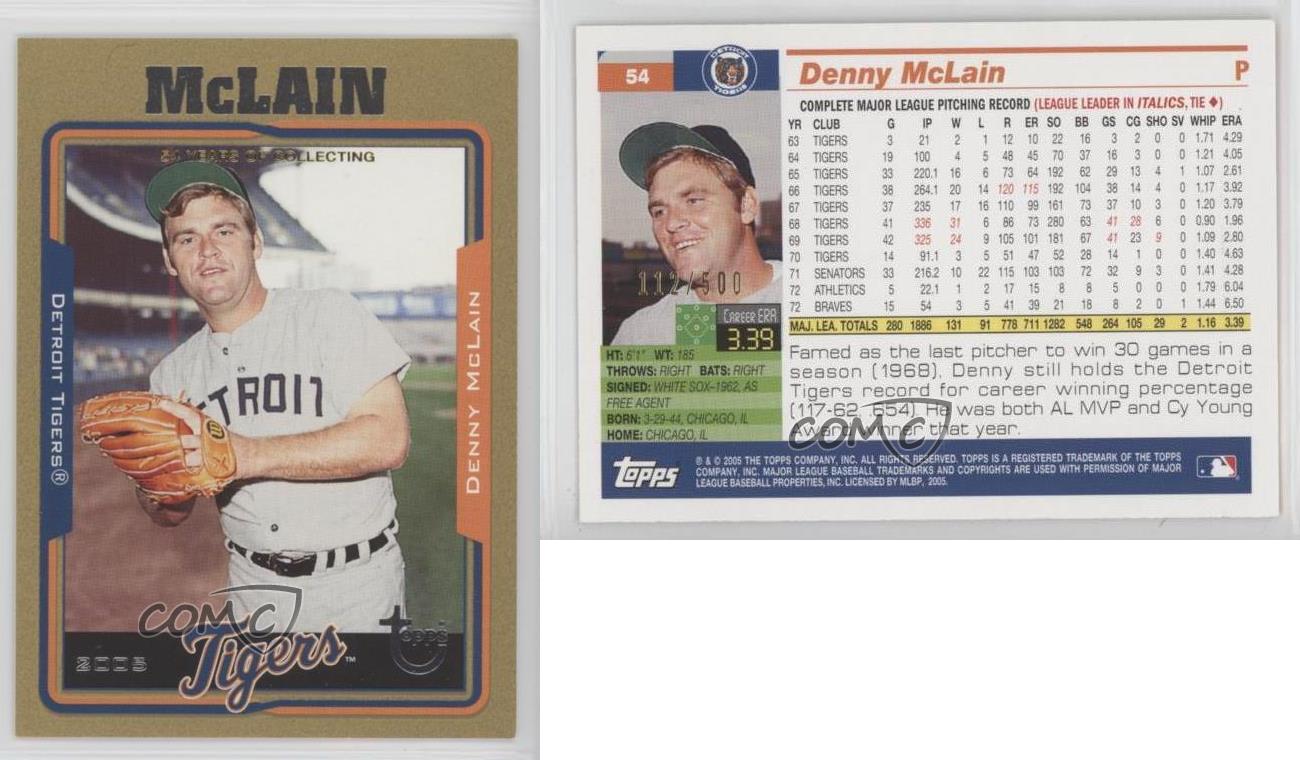 McLAIN
54 YEARS OF COLLECTING
DETROIT TIGERS®
DETROIT
DENNY McLAIN
COMC
2005
Tigers™
topps
54
DETROIT TIGERS
Denny McLain P
COMPLETE MAJOR LEAGUE PITCHING RECORD (LEAGUE LEADER IN ITALICS, TIE ♦)
YR CLUB G IP W L R ER SO BB GS CG SHO SV WHIP ERA
63 TIGERS 3 21 2 1 12 10 22 16 3 2 0 0 1.71 4.29
64 TIGERS 19 100 4 5 48 45 70 37 16 3 0 0 1.21 4.05
65 TIGERS 33 220.1 16 6 73 64 192 62 29 13 4 1 1.07 2.61
66 TIGERS 38 264.1 20 14 120 115 192 104 38 14 4 0 1.17 3.92
67 TIGERS 37 235 17 16 110 99 161 73 37 10 3 0 1.20 3.79
68 TIGERS 41 336 31 6 86 73 280 63 41 28 6 0 0.90 1.96
69 TIGERS 42 325 24 9 105 101 181 67 41 23 9 0 1.09 2.80
70 TIGERS 14 91.1 3 5 51 47 52 28 14 1 0 0 1.40 4.63
71 SENATORS 33 216.2 10 22 115 103 103 72 32 9 3 0 1.41 4.28
72 ATHLETICS 5 22.1 1 2 17 15 8 8 5 0 0 0 1.79 6.04
72 BRAVES 15 54 3 5 41 39 21 18 8 2 0 1 1.44 6.50
MAJ. LEA. TOTALS 280 1886 131 91 778 711 1282 548 264 105 29 2 1.16 3.39
112/500
CAREER ERA
3.39
HT: 6'1" WT: 185
THROWS: RIGHT BATS: RIGHT
SIGNED: WHITE SOX-1962, AS
FREE AGENT
BORN: 3-29-44, CHICAGO, IL
HOME: CHICAGO, IL
Famed as the last pitcher to win 30 games in a
season (1968), Denny still holds the Detroit
Tigers record for career winning percentage
(117-62 .654). He was both AL MVP and Cy Young
Award winner that year.
COMC
topps
® & © 2005 THE TOPPS COMPANY, INC. ALL RIGHTS RESERVED. TOPPS IS A REGISTERED TRADEMARK OF THE TOPPS
COMPANY, INC. MAJOR LEAGUE BASEBALL TRADEMARKS AND COPYRIGHTS ARE USED WITH PERMISSION OF MAJOR
LEAGUE BASEBALL PROPERTIES, INC. LICENSED BY MLBP, 2005.